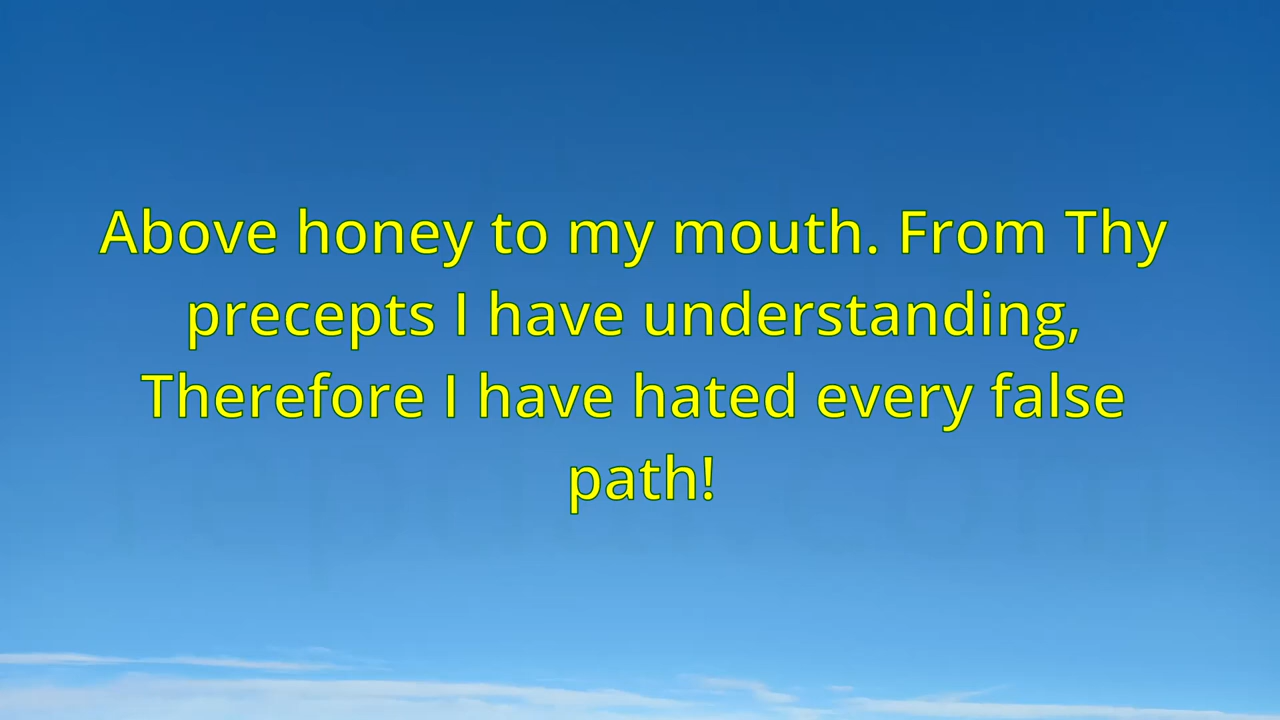 Above honey to my mouth. From Thy
precepts I have understanding,
Therefore I have hated every false
path!